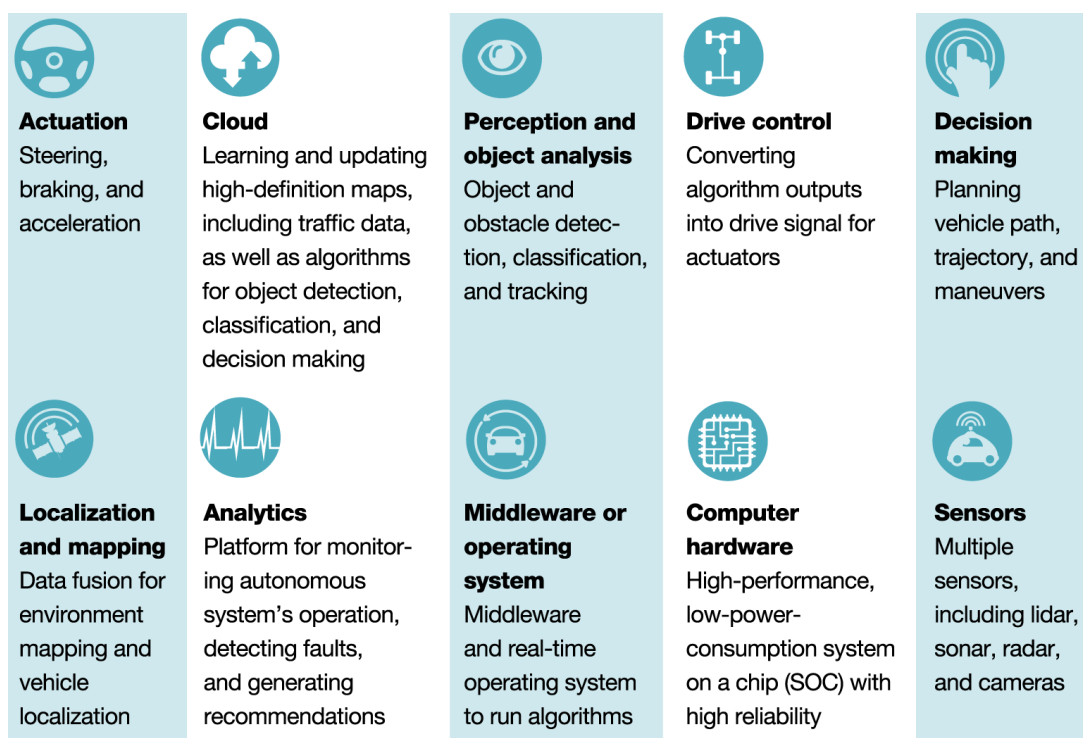 Actuation
Steering,
braking, and
acceleration
Cloud
Learning and updating
high-definition maps,
including traffic data,
as well as algorithms
for object detection,
classification, and
decision making
Perception and
object analysis
Object and
obstacle detec-
tion, classification,
and tracking
Drive control
Converting
algorithm outputs
into drive signal for
actuators
Decision
making
Planning
vehicle path,
trajectory, and
maneuvers
Localization
and mapping
Data fusion for
environment
mapping and
vehicle
localization
Analytics
Platform for monitor-
ing autonomous
system’s operation,
detecting faults,
and generating
recommendations
Middleware or
operating
system
Middleware
and real-time
operating system
to run algorithms
Computer
hardware
High-performance,
low-power-
consumption system
on a chip (SOC) with
high reliability
Sensors
Multiple
sensors,
including lidar,
sonar, radar,
and cameras